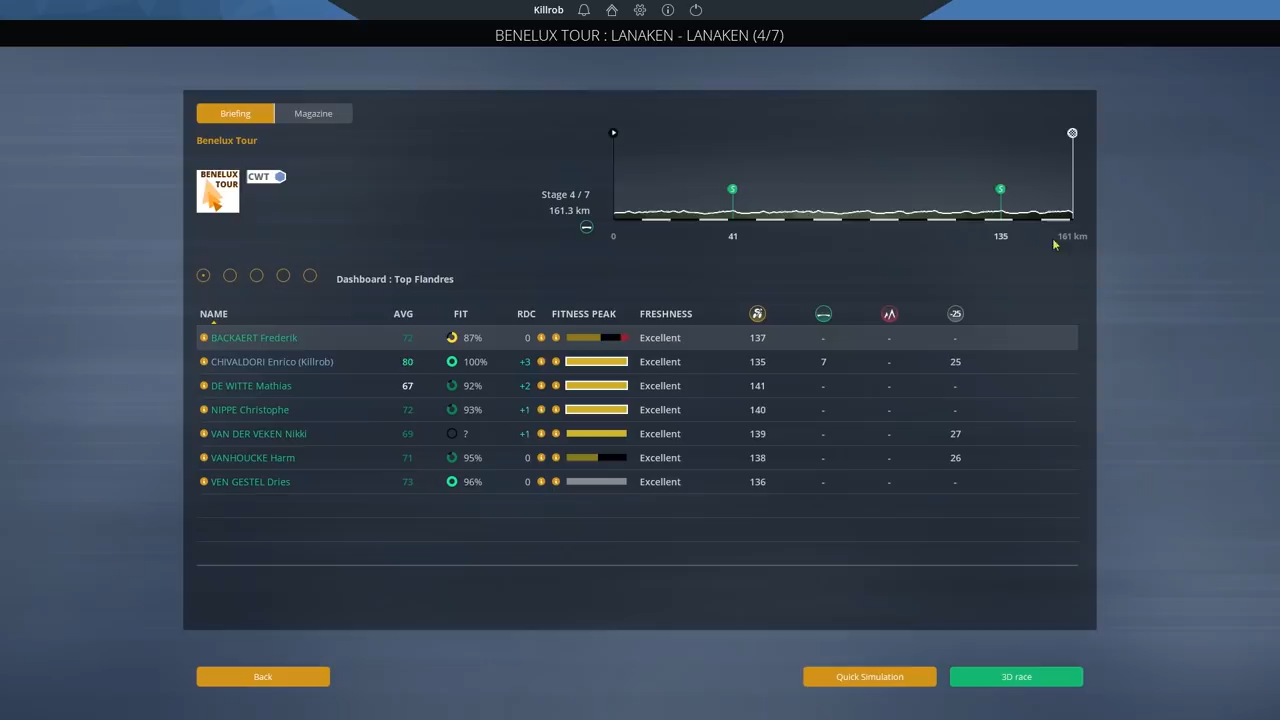 Killrob
BENELUX TOUR : LANAKEN - LANAKEN (4/7)
Briefing Magazine
Benelux Tour
BENELUX
TOUR
CWT
Stage 4 / 7
161.3 km
S S
0 41 135 161 km
Dashboard : Top Flandres
NAME AVG FIT RDC FITNESS PEAK FRESHNESS -25
BACKAERT Frederik 72 87% 0 Excellent 137 - - -
CHIVALDORI Enrico (Killrob) 80 100% +3 Excellent 135 7 - 25
DE WITTE Mathias 67 92% +2 Excellent 141 - - -
NIPPE Christophe 72 93% +1 Excellent 140 - - -
VAN DER VEKEN Nikki 69 ? +1 Excellent 139 - - 27
VANHOUCKE Harm 71 95% 0 Excellent 138 - - 26
VEN GESTEL Dries 73 96% 0 Excellent 136 - - -
Back Quick Simulation 3D race